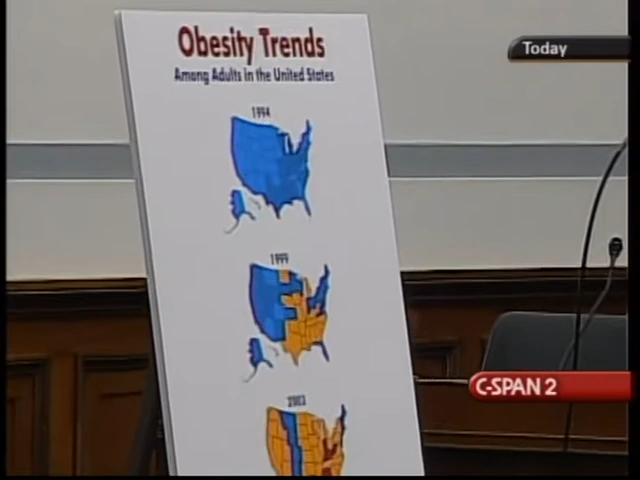 Obesity Trends
Among Adults in the United States
Today
1994
1999
C-SPAN 2
2003